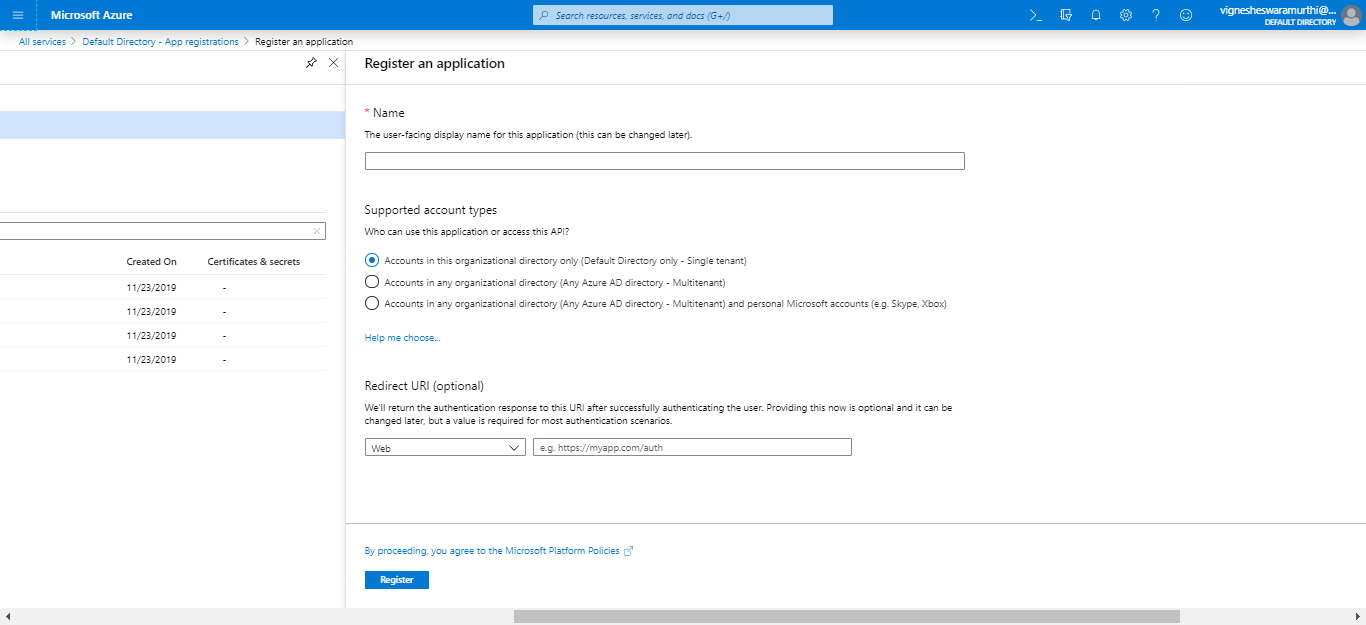 Microsoft Azure
Search resources, services, and docs (G+/)
vignesheswaramurthi@...
DEFAULT DIRECTORY
All services > Default Directory - App registrations > Register an application
Register an application
* Name
The user-facing display name for this application (this can be changed later).
Supported account types
Who can use this application or access this API?
Accounts in this organizational directory only (Default Directory only - Single tenant)
Accounts in any organizational directory (Any Azure AD directory - Multitenant)
Accounts in any organizational directory (Any Azure AD directory - Multitenant) and personal Microsoft accounts (e.g. Skype, Xbox)
Help me choose...
Redirect URI (optional)
We'll return the authentication response to this URI after successfully authenticating the user. Providing this now is optional and it can be
changed later, but a value is required for most authentication scenarios.
Web
e.g. https://myapp.com/auth
By proceeding, you agree to the Microsoft Platform Policies
Register
Created On Certificates & secrets
11/23/2019 -
11/23/2019 -
11/23/2019 -
11/23/2019 -